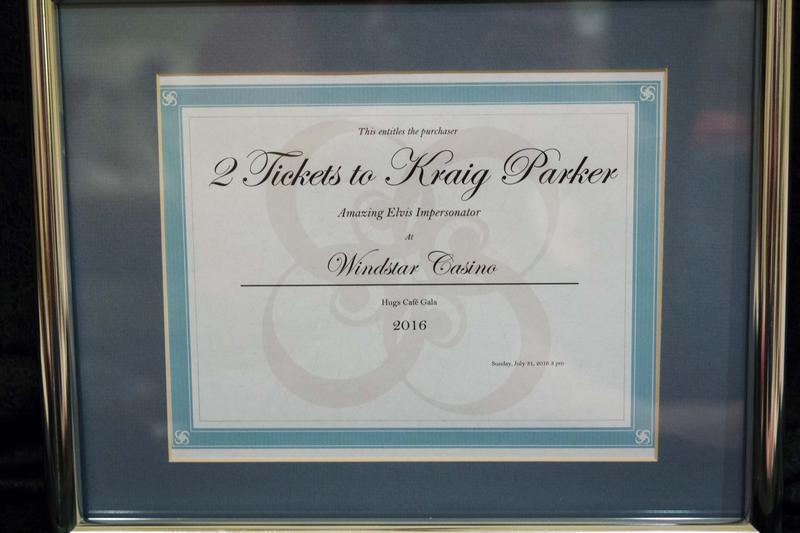 This entitles the purchaser
2 Tickets to Kraig Parker
Amazing Elvis Impersonator
At
Windstar Casino
Hugs Café Gala
2016
Sunday, July 31, 2016 3 pm